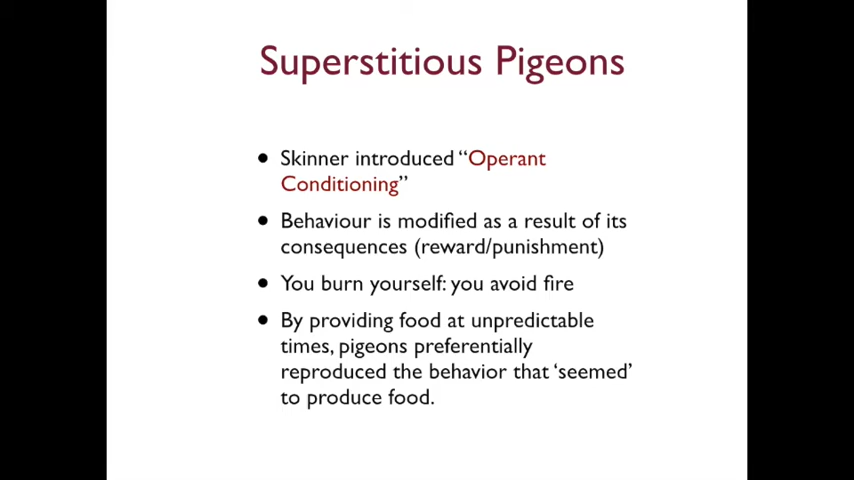 Superstitious Pigeons
• Skinner introduced “Operant
Conditioning”
• Behaviour is modified as a result of its
consequences (reward/punishment)
• You burn yourself: you avoid fire
• By providing food at unpredictable
times, pigeons preferentially
reproduced the behavior that ‘seemed’
to produce food.